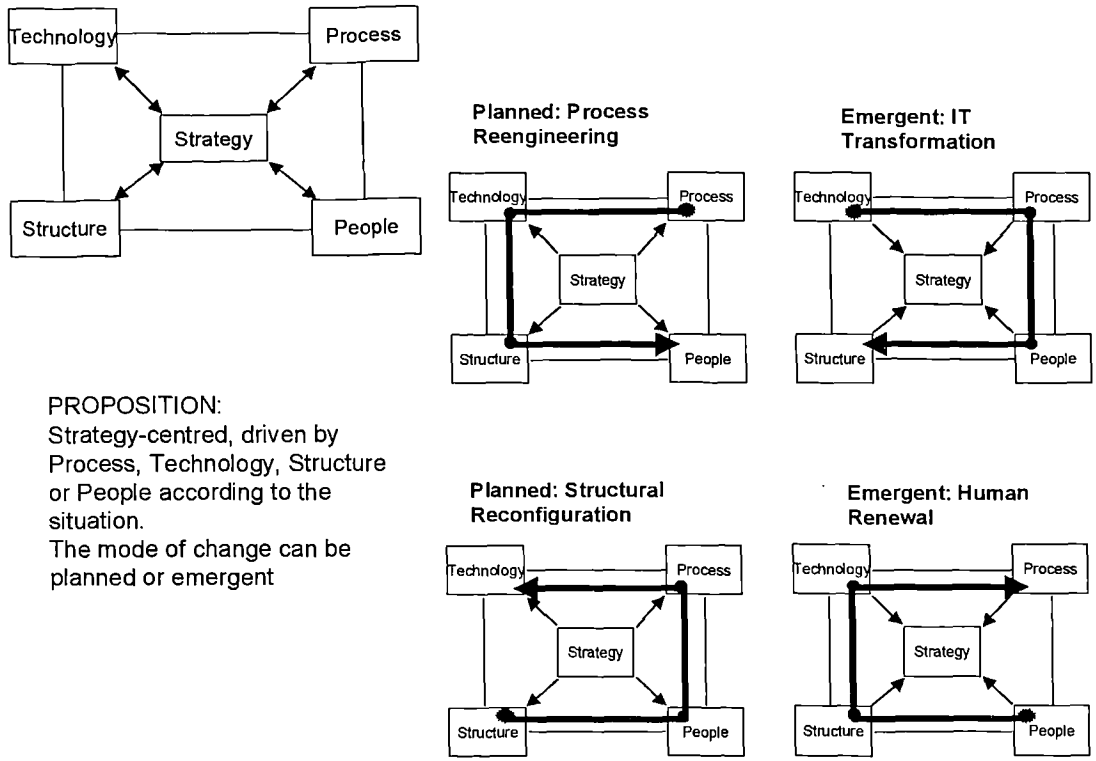 Technology
Process
Strategy
Structure
People
Planned: Process
Reengineering
Technology
Process
Strategy
Structure
People
Emergent: IT
Transformation
Technology
Process
Strategy
Structure
People
PROPOSITION:
Strategy-centred, driven by
Process, Technology, Structure
or People according to the
situation.
The mode of change can be
planned or emergent
Planned: Structural
Reconfiguration
Technology
Process
Strategy
Structure
People
Emergent: Human
Renewal
Technology
Process
Strategy
Structure
People